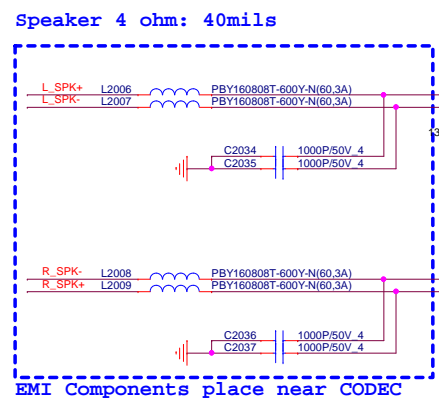 Speaker 4 ohm: 40mils
L_SPK+ L2006 PBY160808T-600Y-N(60,3A)
L_SPK- L2007 PBY160808T-600Y-N(60,3A)
C2034 1000P/50V_4
C2035 1000P/50V_4
R_SPK- L2008 PBY160808T-600Y-N(60,3A)
R_SPK+ L2009 PBY160808T-600Y-N(60,3A)
C2036 1000P/50V_4
C2037 1000P/50V_4
EMI Components place near CODEC